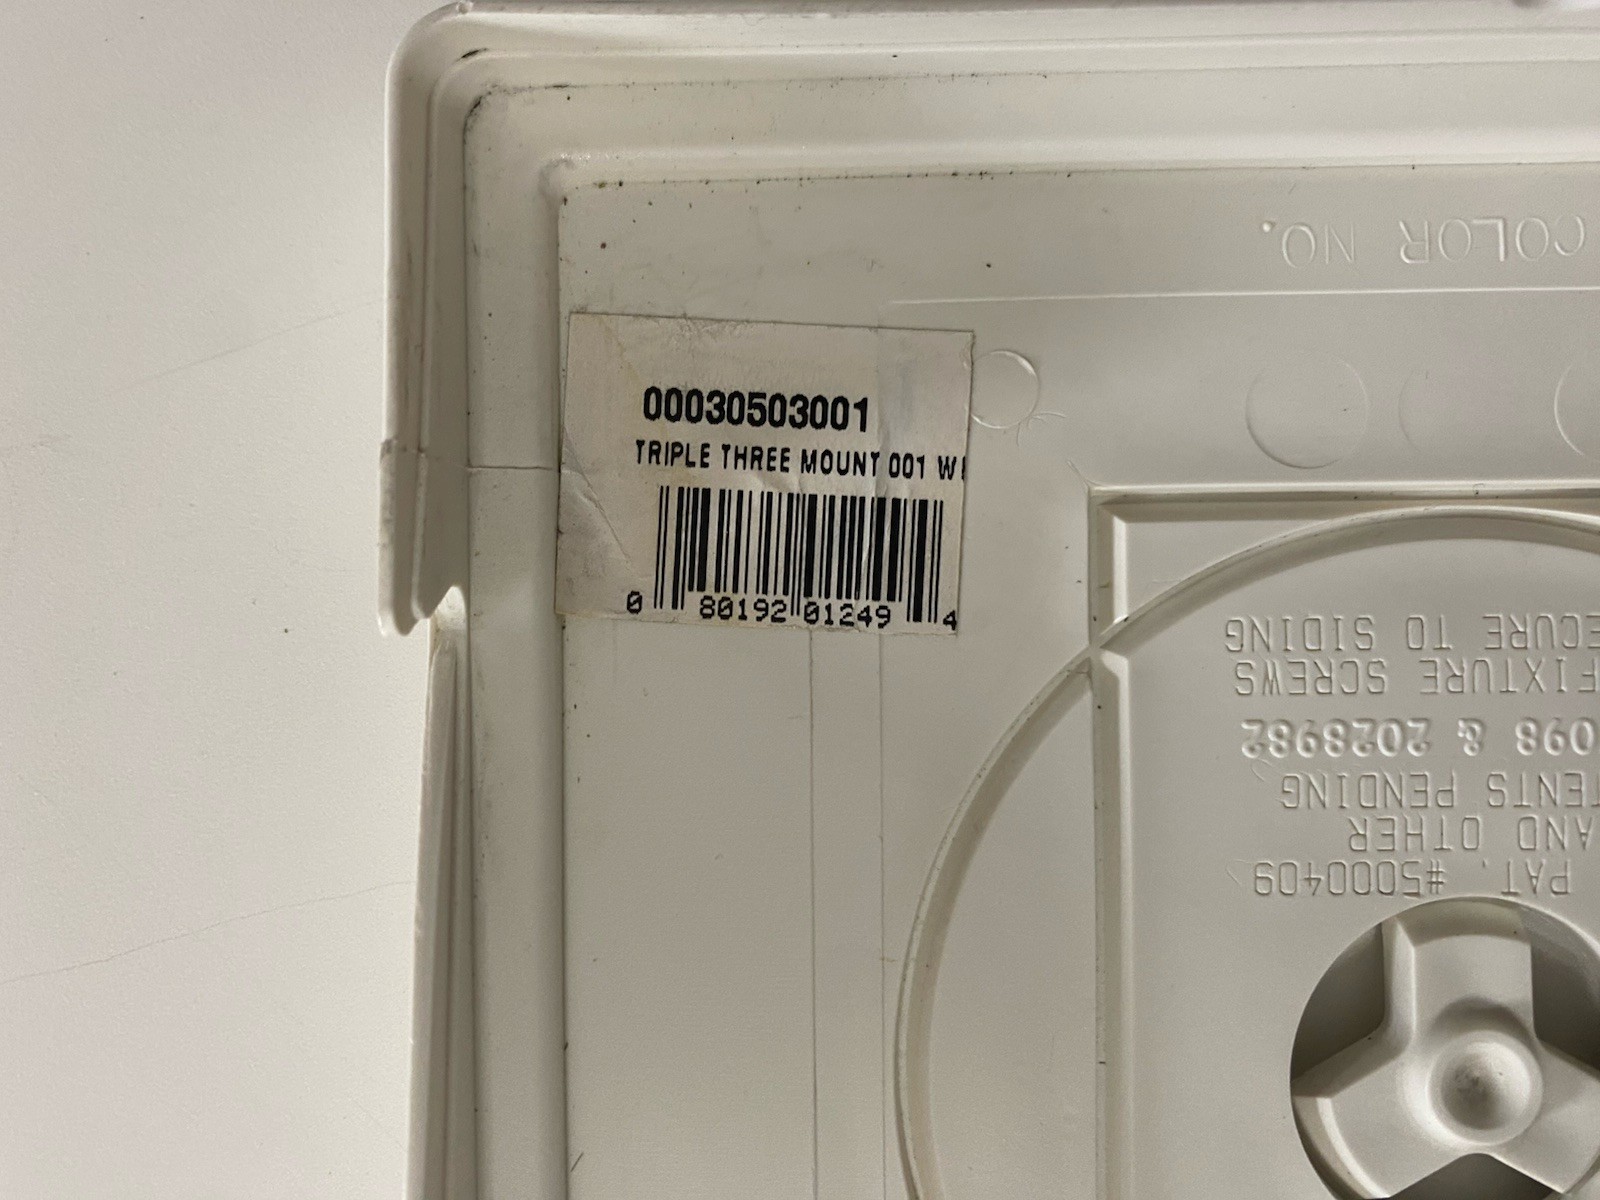 COLOR NO.
00030503001
TRIPLE THREE MOUNT 001
0 80192 01249 4
PAT. #5000409
AND OTHER
PENDING
& 2028982
FIXTURE SCREWS
TO SIDING